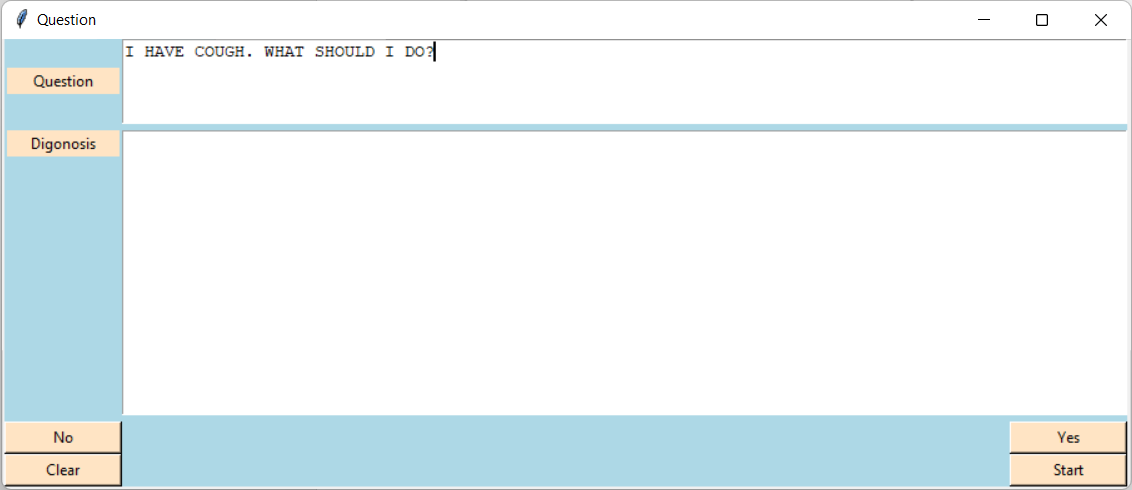 Question
I HAVE COUGH. WHAT SHOULD I DO?
Question
Digonosis
No
Yes
Clear
Start